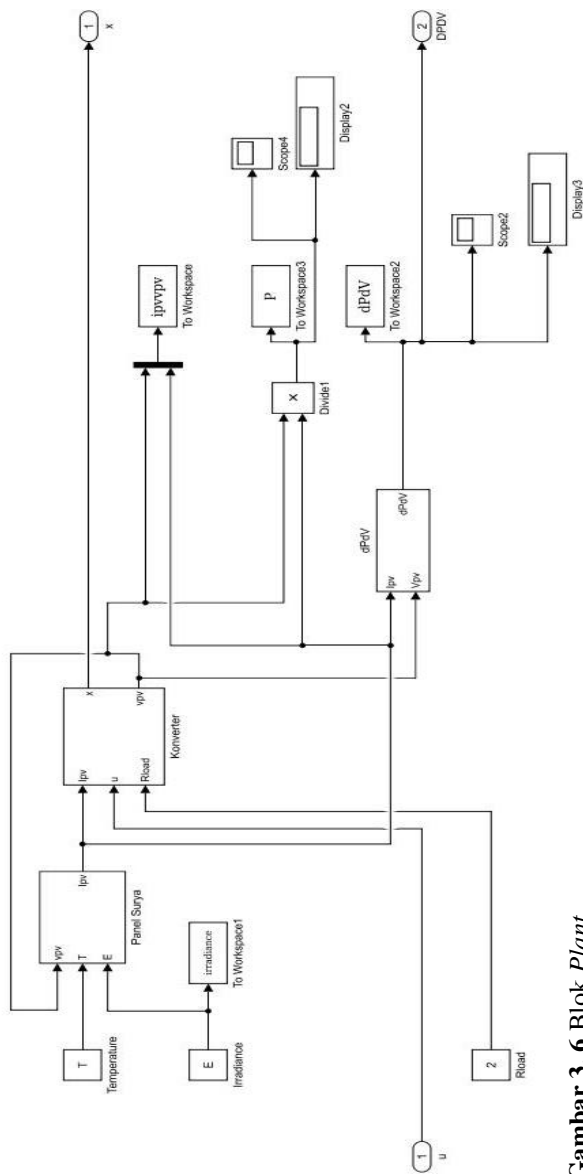 1
x
ipvvpv
To Workspace
Scope4
Display2
P
To Workspace3
x
Divide1
x
Ipv
u
vpv
Rload
Konverter
vpv
T
Ipv
E
Panel Surya
T
Temperature
E
Irradiance
irradiance
To Workspace1
dPdV
To Workspace2
2
DPDV
Scope2
Display3
Ipv
dPdV
Vpv
dPdV
2
Rload
1
u
Gambar 3. 6 Blok Plant